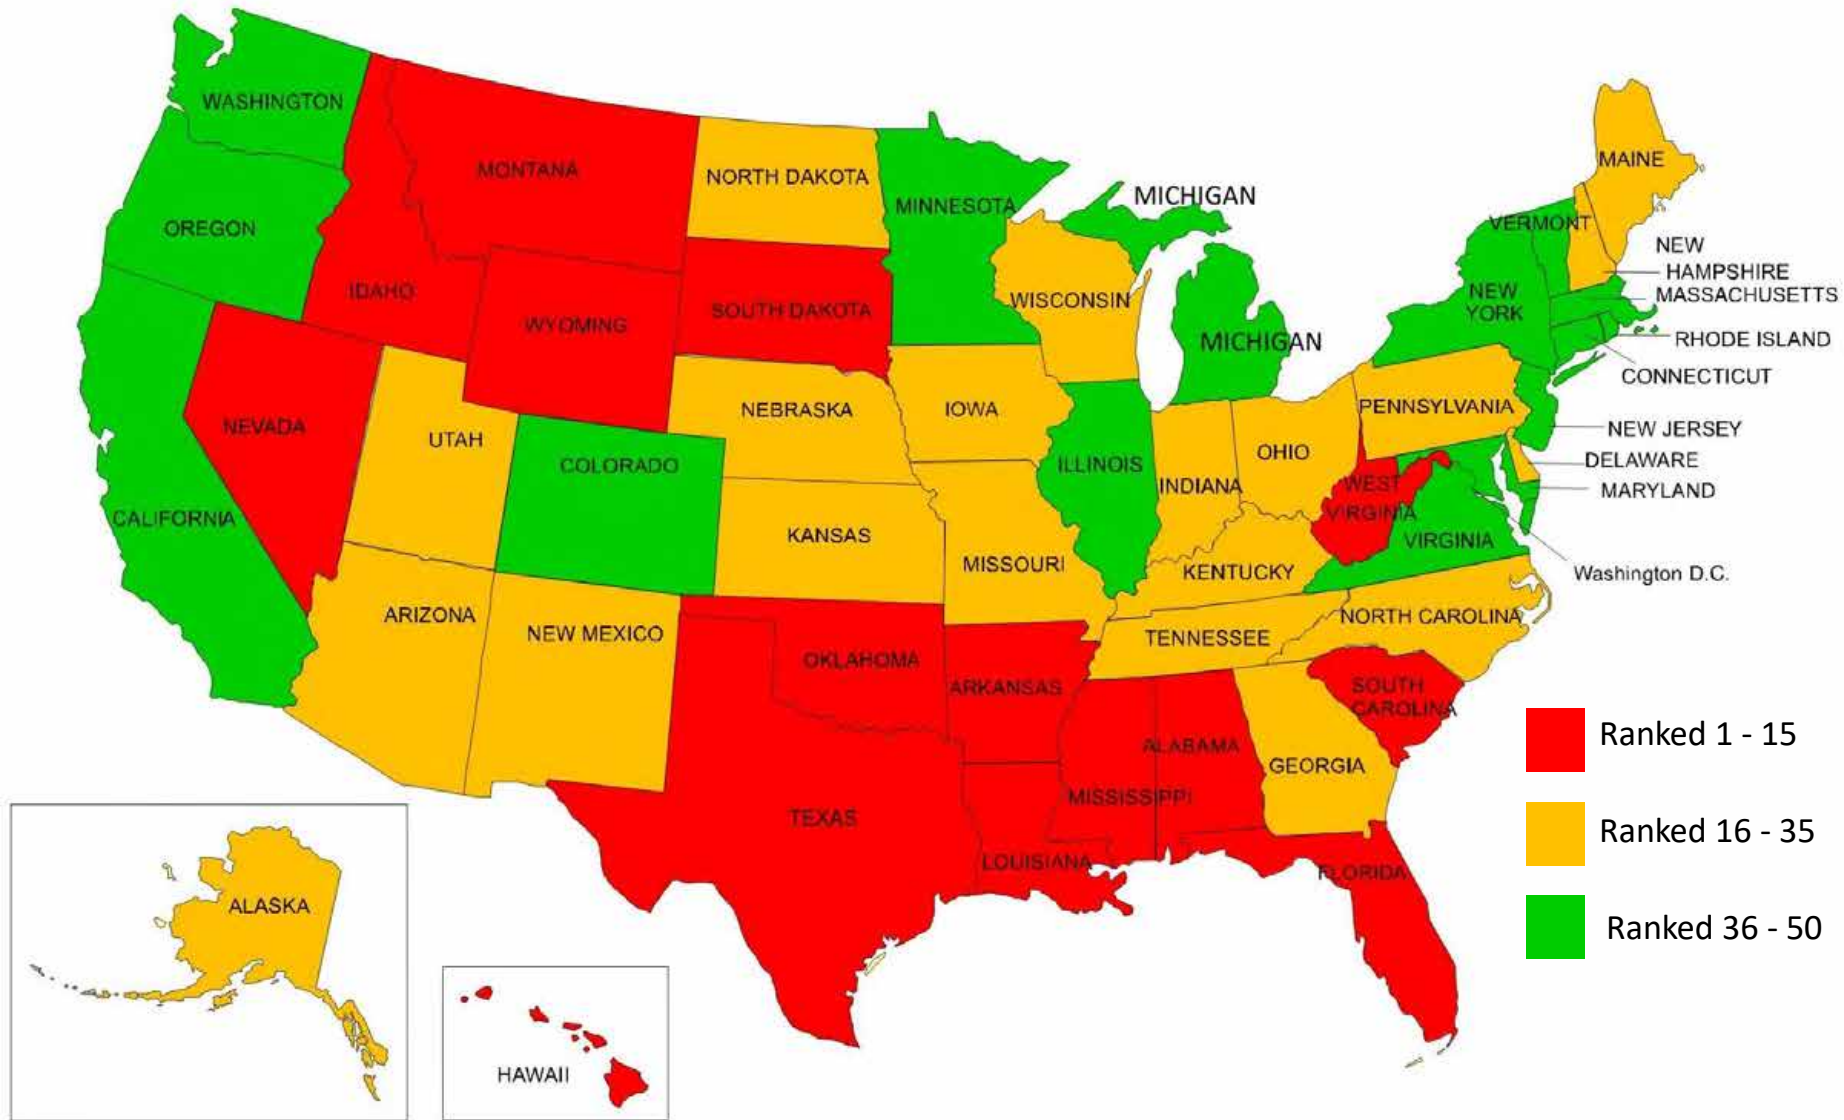 WASHINGTON
MONTANA
NORTH DAKOTA
MINNESOTA
MICHIGAN
MAINE
VERMONT
NEW
HAMPSHIRE
MASSACHUSETTS
OREGON
IDAHO
WYOMING
SOUTH DAKOTA
WISCONSIN
MICHIGAN
NEW
YORK
RHODE ISLAND
CONNECTICUT
NEVADA
UTAH
COLORADO
NEBRASKA
IOWA
ILLINOIS
INDIANA
OHIO
PENNSYLVANIA
NEW JERSEY
DELAWARE
MARYLAND
CALIFORNIA
KANSAS
MISSOURI
KENTUCKY
WEST
VIRGINIA
VIRGINIA
Washington D.C.
ARIZONA
NEW MEXICO
OKLAHOMA
ARKANSAS
TENNESSEE
NORTH CAROLINA
SOUTH
CAROLINA
TEXAS
LOUISIANA
MISSISSIPPI
ALABAMA
GEORGIA
FLORIDA
ALASKA
HAWAII
Ranked 1 - 15
Ranked 16 - 35
Ranked 36 - 50